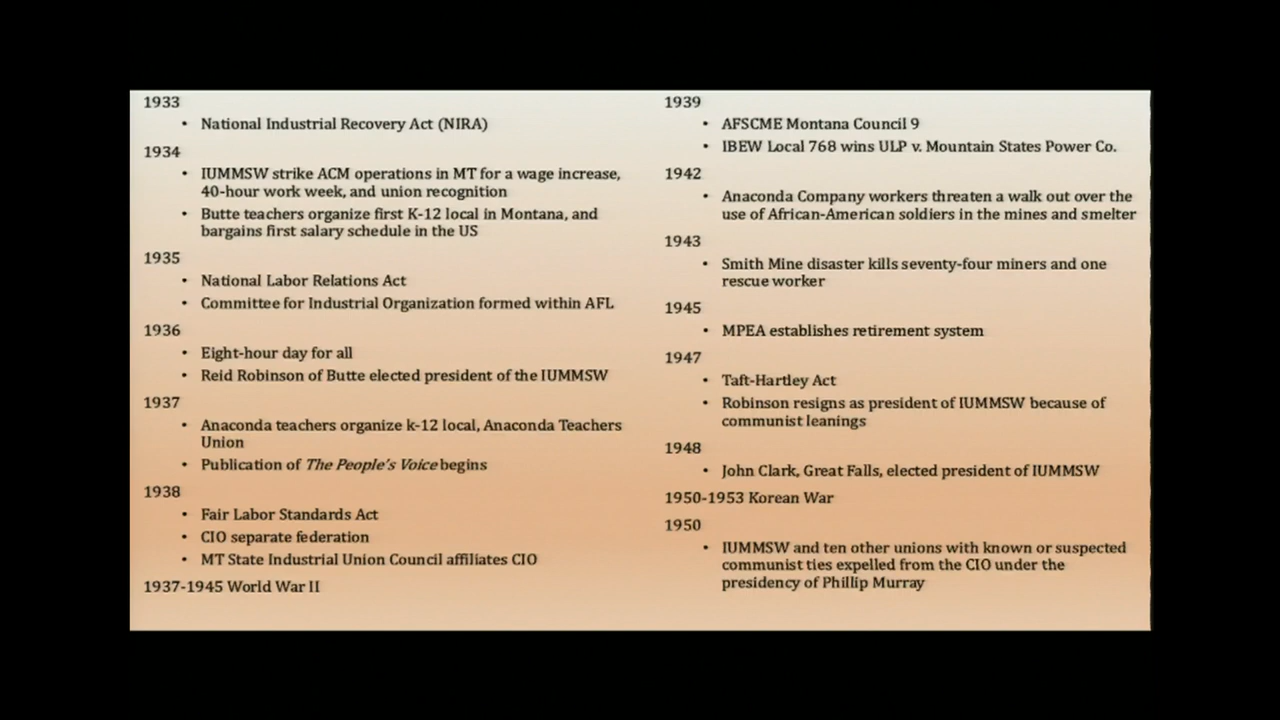 1933
• National Industrial Recovery Act (NIRA)
1934
• IUMMSW strike ACM operations in MT for a wage increase,
40-hour work week, and union recognition
• Butte teachers organize first K-12 local in Montana, and
bargains first salary schedule in the US
1935
• National Labor Relations Act
• Committee for Industrial Organization formed within AFL
1936
• Eight-hour day for all
• Reid Robinson of Butte elected president of the IUMMSW
1937
• Anaconda teachers organize k-12 local, Anaconda Teachers
Union
• Publication of The People's Voice begins
1938
• Fair Labor Standards Act
• CIO separate federation
• MT State Industrial Union Council affiliates CIO
1937-1945 World War II
1939
• AFSCME Montana Council 9
• IBEW Local 768 wins ULP v. Mountain States Power Co.
1942
• Anaconda Company workers threaten a walk out over the
use of African-American soldiers in the mines and smelter
1943
• Smith Mine disaster kills seventy-four miners and one
rescue worker
1945
• MPEA establishes retirement system
1947
• Taft-Hartley Act
• Robinson resigns as president of IUMMSW because of
communist leanings
1948
• John Clark, Great Falls, elected president of IUMMSW
1950-1953 Korean War
1950
• IUMMSW and ten other unions with known or suspected
communist ties expelled from the CIO under the
presidency of Phillip Murray